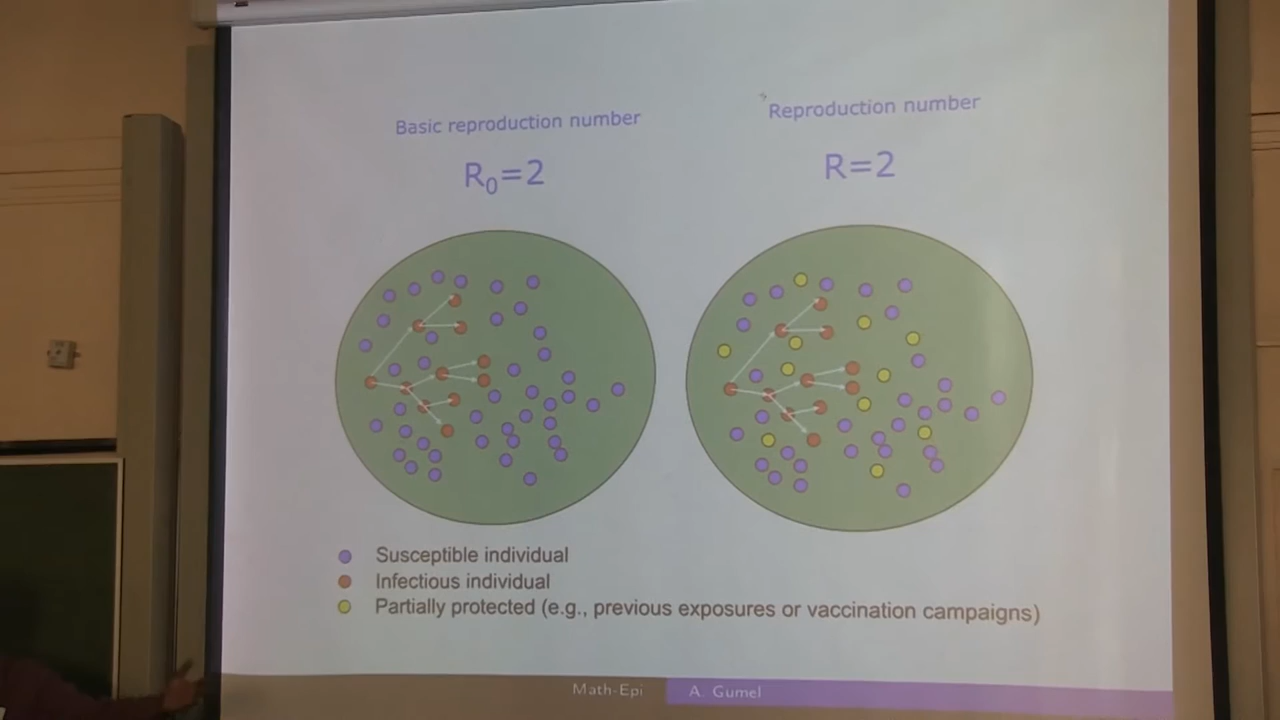 Basic reproduction number
Reproduction number
R₀=2
R=2
Susceptible individual
Infectious individual
Partially protected (e.g., previous exposures or vaccination campaigns)
Math-Epi
A. Gumel